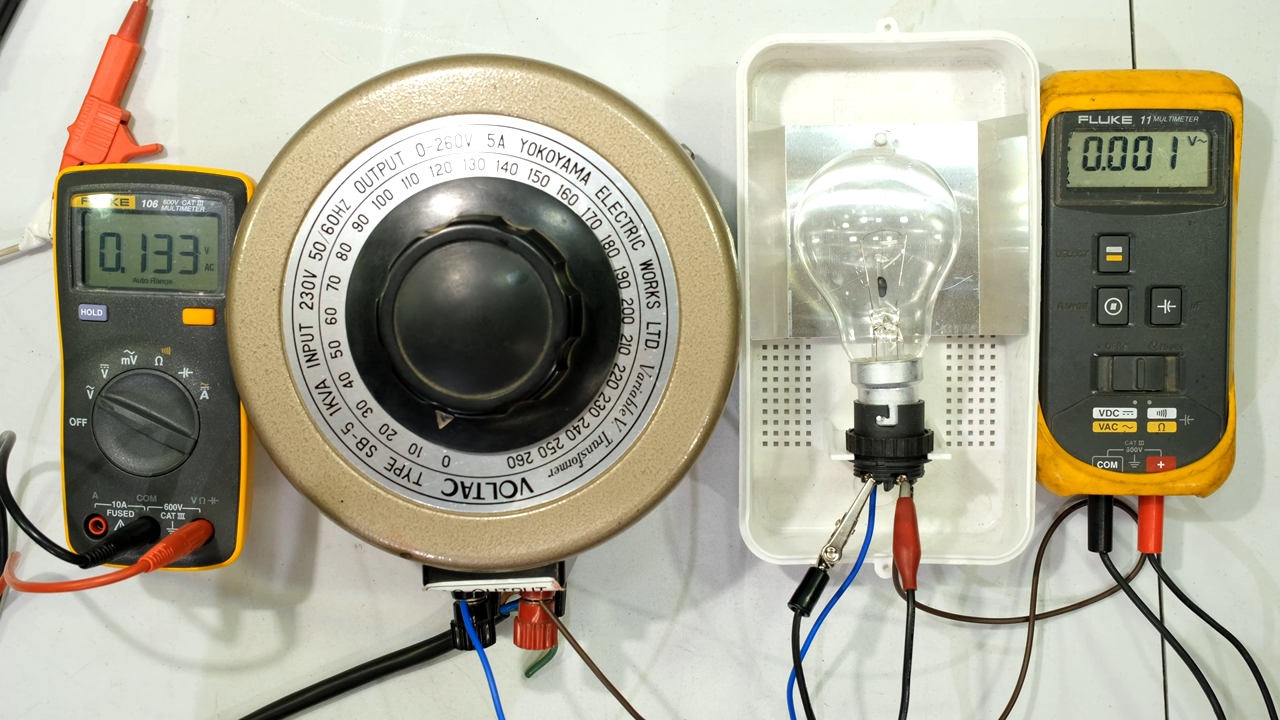 FLUKE 106 600V CAT III
MULTIMETER
0.133 V
AC
Auto Range
HOLD
OFF
Ṽ
mV
Ω
A
A
COM
VΩ
10A
FUSED
600V
CAT III
VOLTAC TYPE SB-5 1KVA INPUT 230V 50/60HZ OUTPUT 0-260V 5A YOKOYAMA ELECTRIC WORKS LTD. Variable V. Transformer
0 10 20 30 40 50 60 70 80 90 100 110 120 130 140 150 160 170 180 190 200 210 220 230 240 250 260
OUTPUT
FLUKE 11 MULTIMETER
0.001 V~
VDC
VAC
Ω
CAT III
COM
+